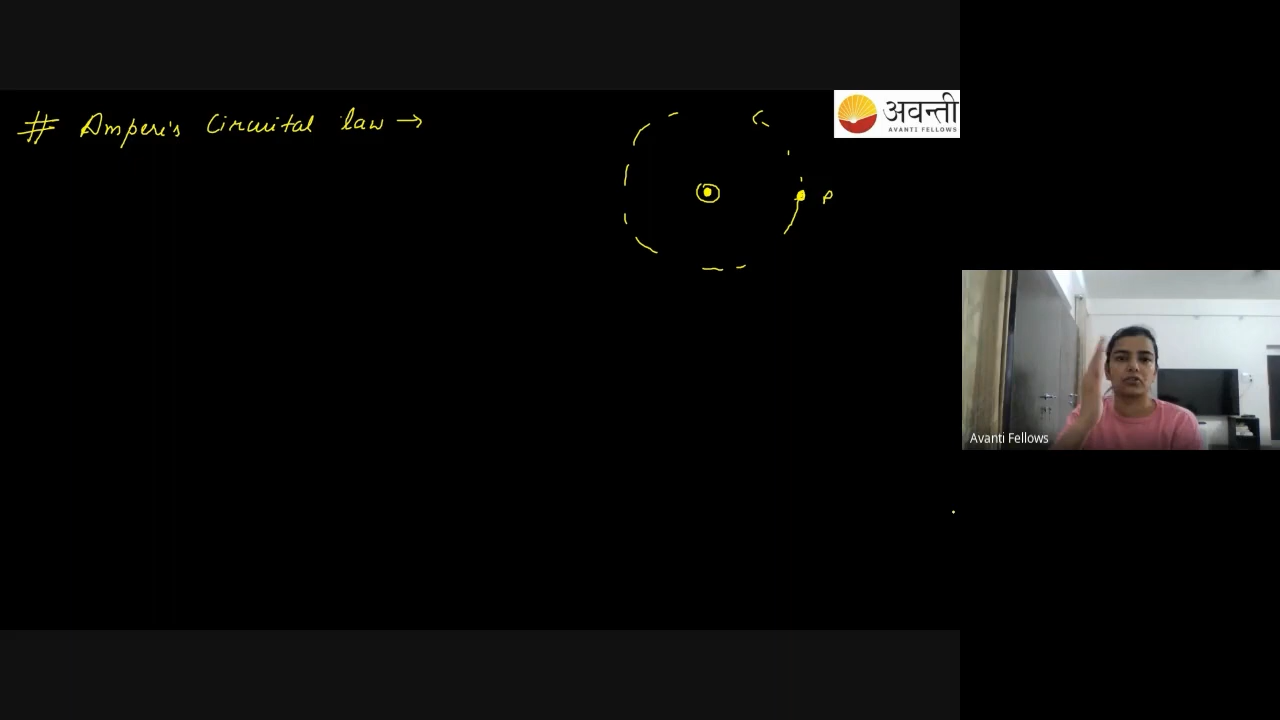 # Ampere's Circuital law →
अवन्ती
AVANTI FELLOWS
P
Avanti Fellows